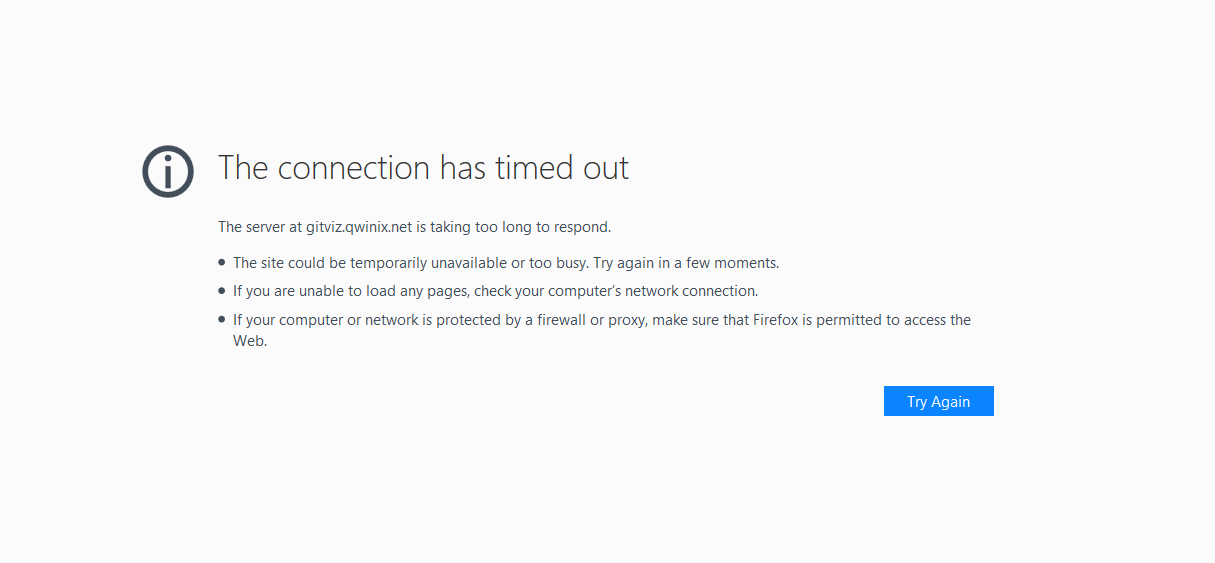 The connection has timed out
The server at gitviz.qwinix.net is taking too long to respond.
● The site could be temporarily unavailable or too busy. Try again in a few moments.
● If you are unable to load any pages, check your computer’s network connection.
● If your computer or network is protected by a firewall or proxy, make sure that Firefox is permitted to access the
Web.
Try Again